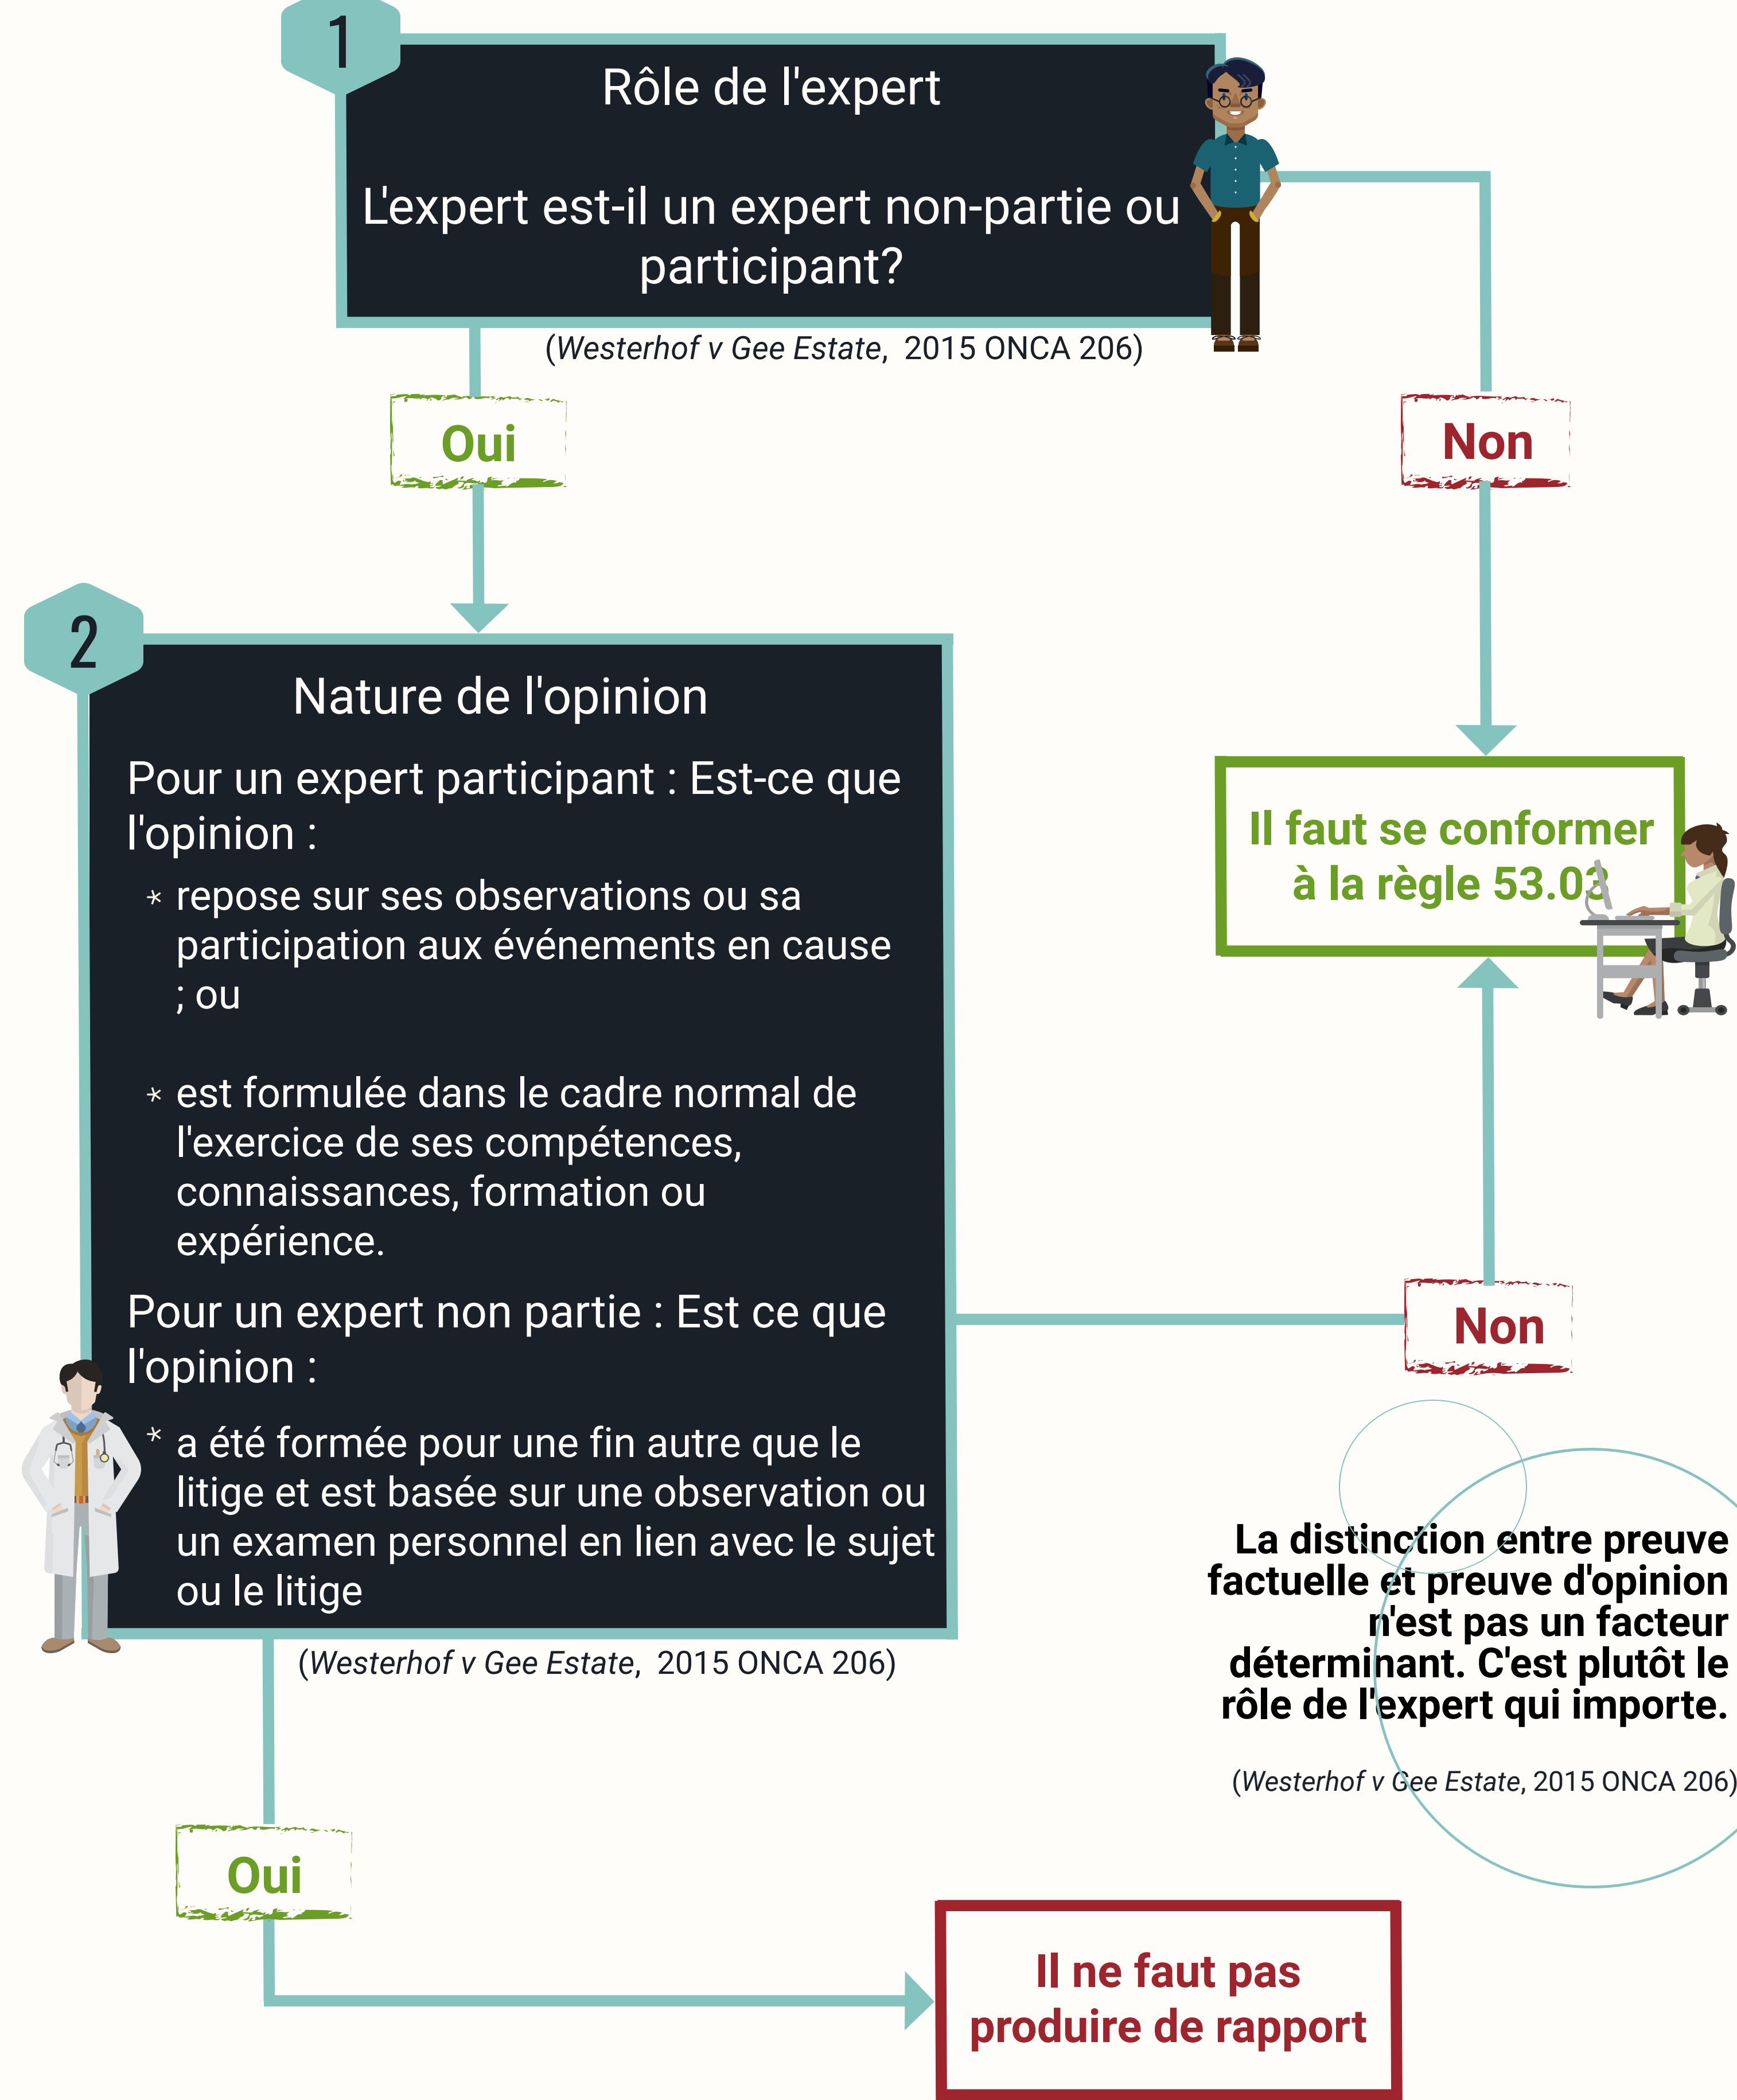 1
Rôle de l'expert
L'expert est-il un expert non-partie ou
participant?
(Westerhof v Gee Estate, 2015 ONCA 206)
Oui
Non
2
Nature de l'opinion
Pour un expert participant : Est-ce que
l'opinion :
* repose sur ses observations ou sa
participation aux événements en cause
; ou
* est formulée dans le cadre normal de
l'exercice de ses compétences,
connaissances, formation ou
expérience.
Pour un expert non partie : Est ce que
l'opinion :
* a été formée pour une fin autre que le
litige et est basée sur une observation ou
un examen personnel en lien avec le sujet
ou le litige
(Westerhof v Gee Estate, 2015 ONCA 206)
Il faut se conformer
à la règle 53.03
Non
La distinction entre preuve
factuelle et preuve d'opinion
n'est pas un facteur
déterminant. C'est plutôt le
rôle de l'expert qui importe.
(Westerhof v Gee Estate, 2015 ONCA 206)
Oui
Il ne faut pas
produire de rapport